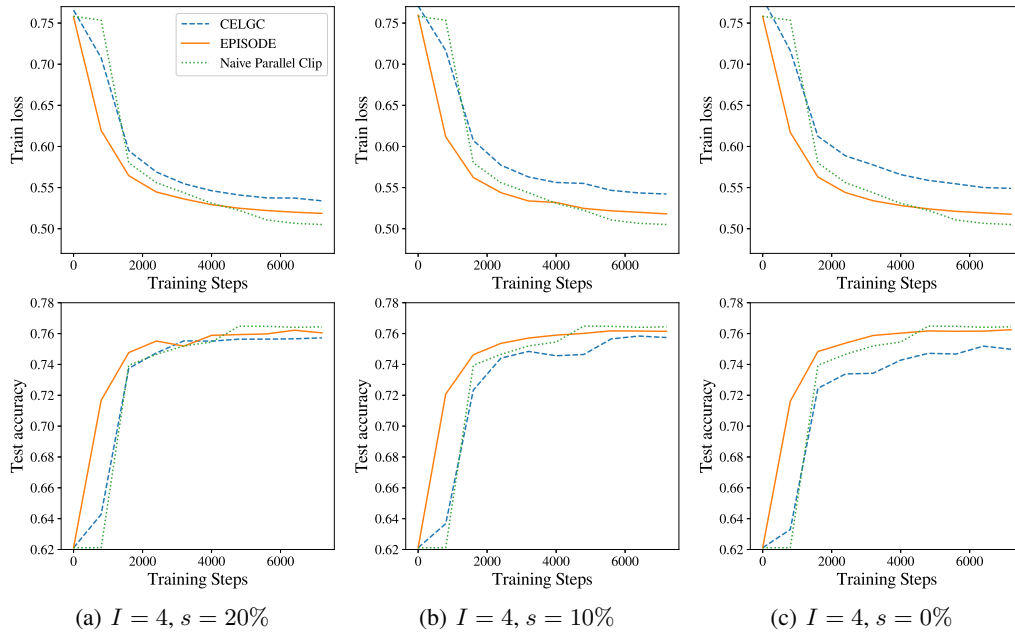 0.75
0.70
0.65
0.60
0.55
0.50
Train loss
0 2000 4000 6000
Training Steps
CELGC
EPISODE
Naive Parallel Clip
0.75
0.70
0.65
0.60
0.55
0.50
Train loss
0 2000 4000 6000
Training Steps
0.75
0.70
0.65
0.60
0.55
0.50
Train loss
0 2000 4000 6000
Training Steps
0.78
0.76
0.74
0.72
0.70
0.68
0.66
0.64
0.62
Test accuracy
0 2000 4000 6000
Training Steps
0.78
0.76
0.74
0.72
0.70
0.68
0.66
0.64
0.62
Test accuracy
0 2000 4000 6000
Training Steps
0.78
0.76
0.74
0.72
0.70
0.68
0.66
0.64
0.62
Test accuracy
0 2000 4000 6000
Training Steps
(a) I = 4, s = 20%
(b) I = 4, s = 10%
(c) I = 4, s = 0%